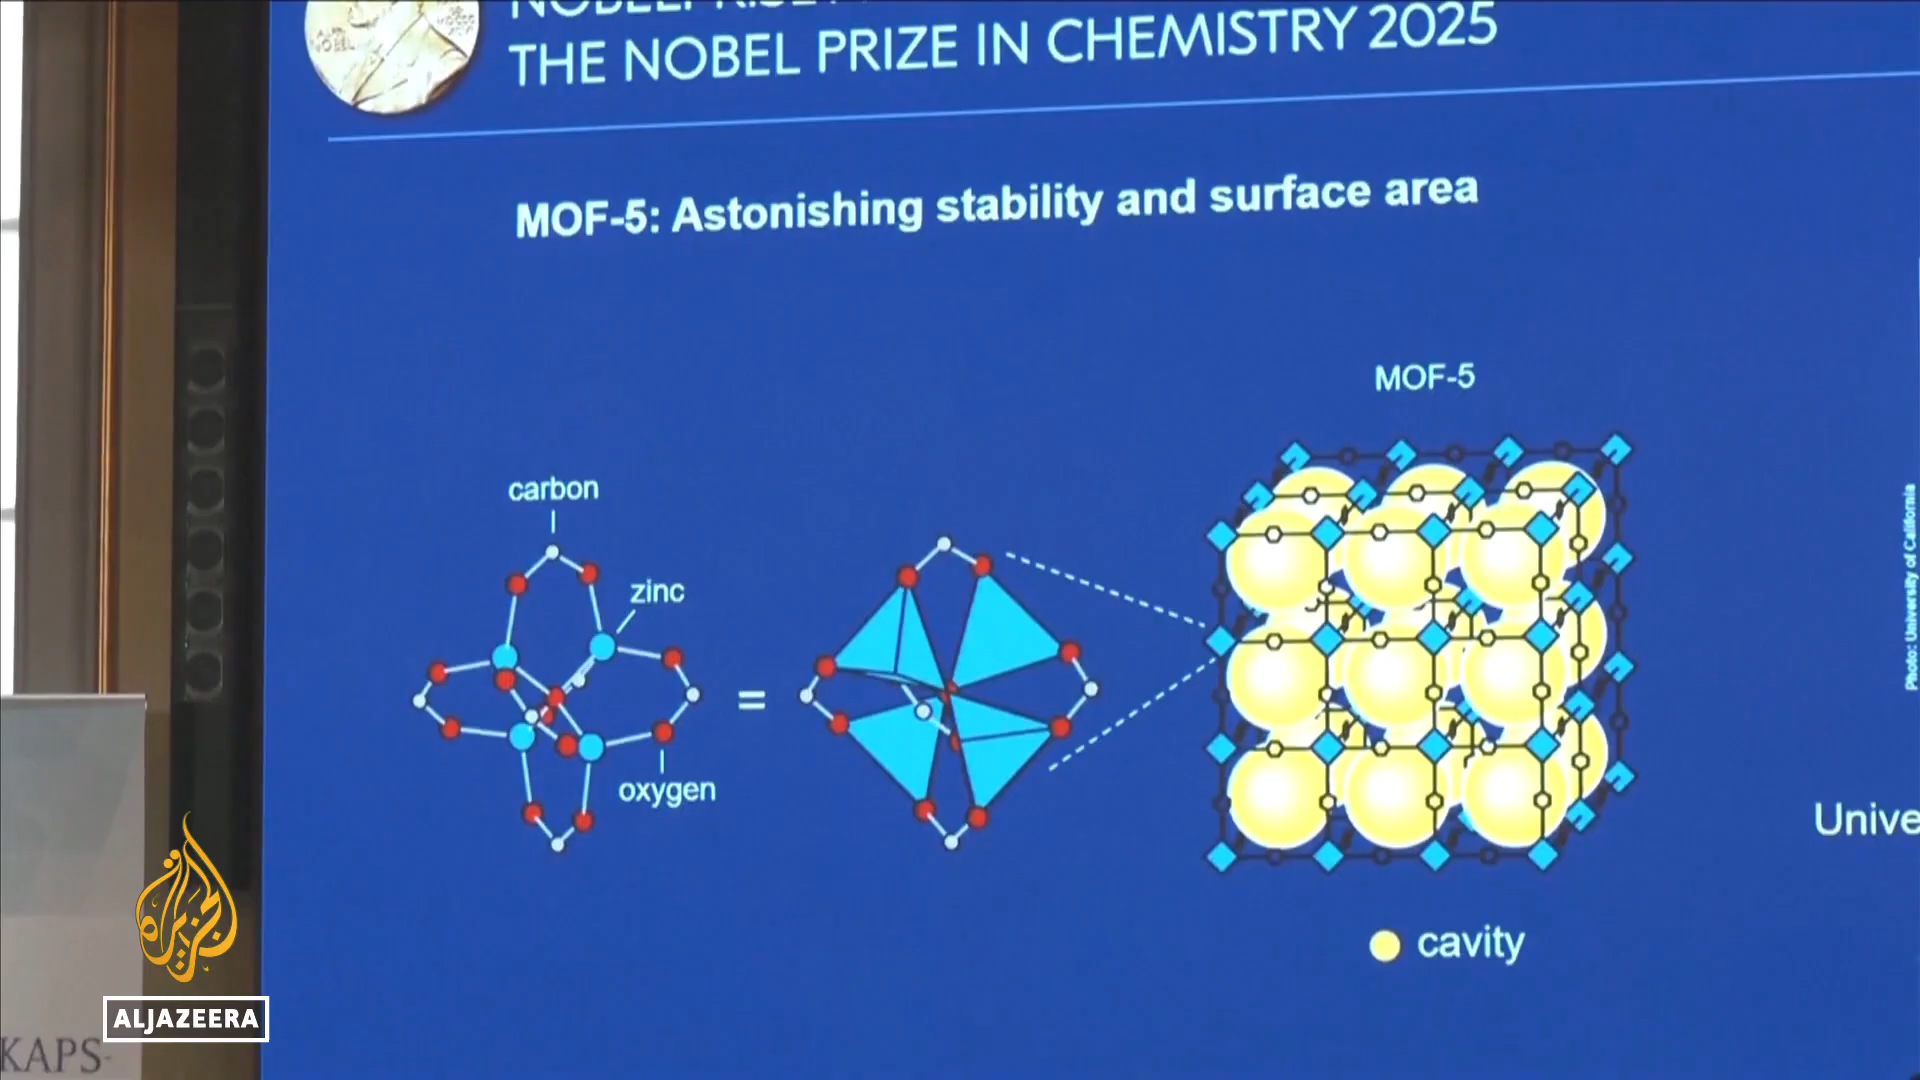 THE NOBEL PRIZE IN CHEMISTRY 2025
MOF-5: Astonishing stability and surface area
MOF-5
carbon
zinc
=
oxygen
cavity
Photo: University of California
Unive
الجزيرة
ALJAZEERA
KAPS-